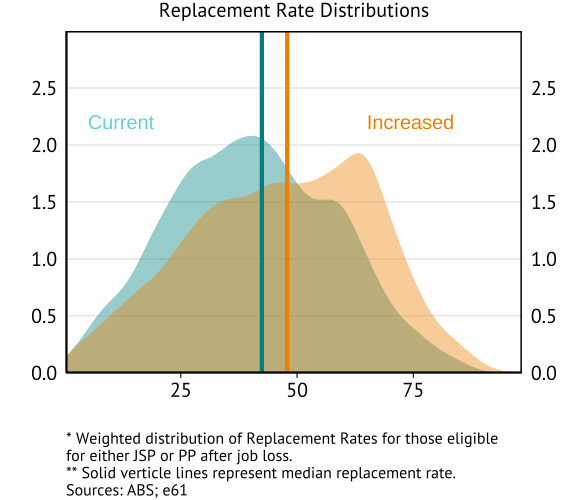 Replacement Rate Distributions
2.5 2.5
Current Increased
2.0 2.0
1.5 1.5
1.0 1.0
0.5 0.5
0.0 0.0
25 50 75
* Weighted distribution of Replacement Rates for those eligible
for either JSP or PP after job loss.
** Solid verticle lines represent median replacement rate.
Sources: ABS; e61